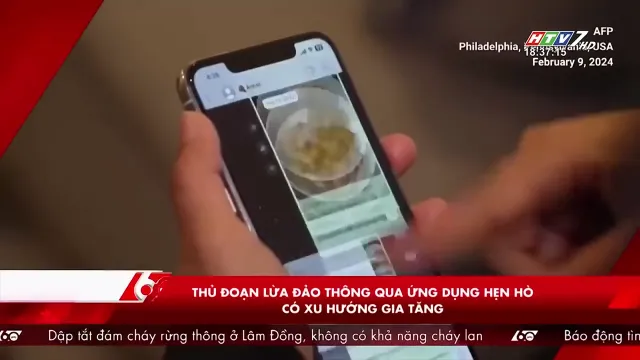 AFP
HTV7 HD
Philadelphia, USA
18:37:15
February 9, 2024
THỦ ĐOẠN LỪA ĐẢO THÔNG QUA ỨNG DỤNG HẸN HÒ
CÓ XU HƯỚNG GIA TĂNG
Dập tắt đám cháy rừng thông ở Lâm Đồng, không có khả năng cháy lan
Báo động tìn